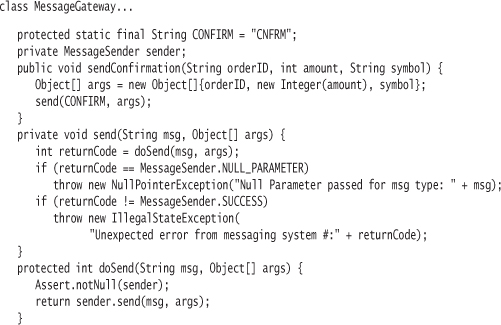 class MessageGateway...
protected static final String CONFIRM = "CNFRM";
private MessageSender sender;
public void sendConfirmation(String orderID, int amount, String symbol) {
Object[] args = new Object[]{orderID, new Integer(amount), symbol};
send(CONFIRM, args);
}
private void send(String msg, Object[] args) {
int returnCode = doSend(msg, args);
if (returnCode == MessageSender.NULL_PARAMETER)
throw new NullPointerException("Null Parameter passed for msg type: " + msg);
if (returnCode != MessageSender.SUCCESS)
throw new IllegalStateException(
"Unexpected error from messaging system #:" + returnCode);
}
protected int doSend(String msg, Object[] args) {
Assert.notNull(sender);
return sender.send(msg, args);
}